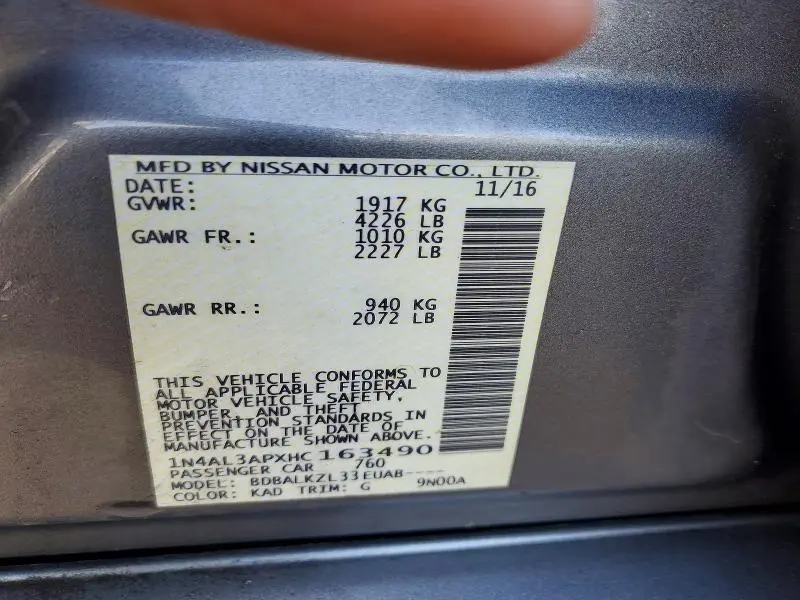 MFD BY NISSAN MOTOR CO., LTD.
DATE: 11/16
GVWR: 1917 KG
4226 LB
GAWR FR.: 1010 KG
2227 LB
GAWR RR.: 940 KG
2072 LB
THIS VEHICLE CONFORMS TO
ALL APPLICABLE FEDERAL
MOTOR VEHICLE SAFETY,
BUMPER, AND THEFT
PREVENTION STANDARDS IN
EFFECT ON THE DATE OF
MANUFACTURE SHOWN ABOVE.
1N4AL3APXHC163490
PASSENGER CAR 760
MODEL: BDBALKZL33EUAB---- 9N00A
COLOR: KAD TRIM: G